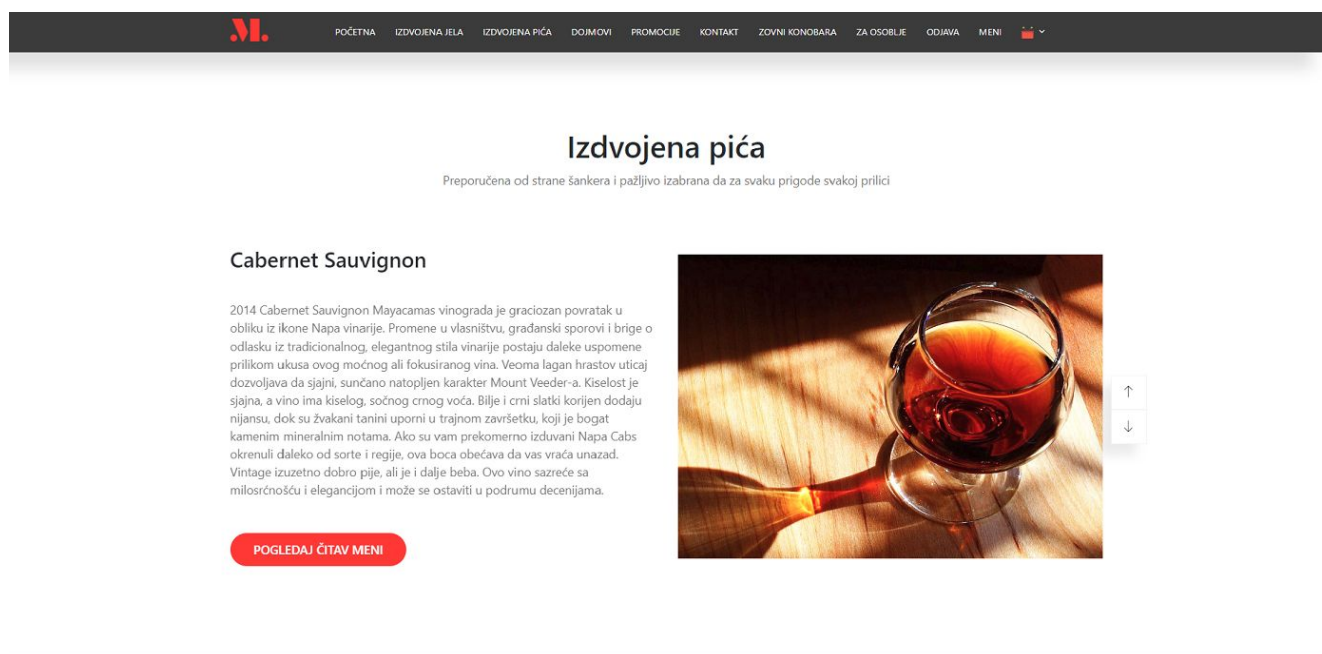 M.
POČETNA IZDVOJENA JELA IZDVOJENA PIĆA DOJMOVI PROMOCIJE KONTAKT ZOVNI KONOBARA ZA OSOBLJE ODJAVA MENI
Izdvojena pića
Preporučena od strane šankera i pažljivo izabrana da za svaku prigode svakoj prilici
Cabernet Sauvignon
2014 Cabernet Sauvignon Mayacamas vinograda je graciozan povratak u
obliku iz ikone Napa vinarije. Promene u vlasništvu, građanski sporovi i brige o
odlasku iz tradicionalnog, elegantnog stila vinarije postaju daleke uspomene
prilikom ukusa ovog moćnog ali fokusiranog vina. Veoma lagan hrastov uticaj
dozvoljava da sjajni, sunčano natopljen karakter Mount Veeder-a. Kiselost je
sjajna, a vino ima kiselog, sočnog crnog voća. Bilje i crni slatki korijen dodaju
nijansu, dok su žvakani tanini uporni u trajnom završetku, koji je bogat
kamenim mineralnim notama. Ako su vam prekomerno izduvani Napa Cabs
okrenuli daleko od sorte i regije, ova boca obećava da vas vraća unazad.
Vintage izuzetno dobro pije, ali je i dalje beba. Ovo vino sazreće sa
milosrćnošću i elegancijom i može se ostaviti u podrumu decenijama.
POGLEDAJ ČITAV MENI